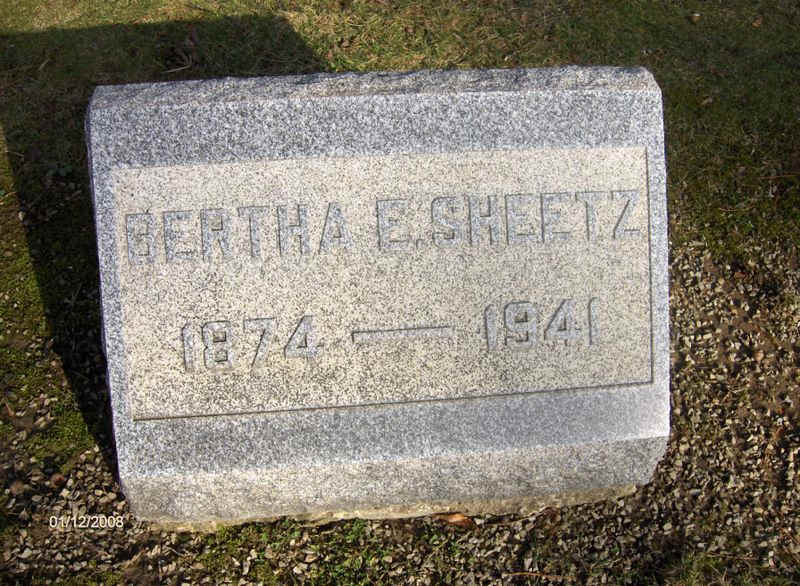 BERTHA E. SHEETZ
1874 — 1941
01/12/2008